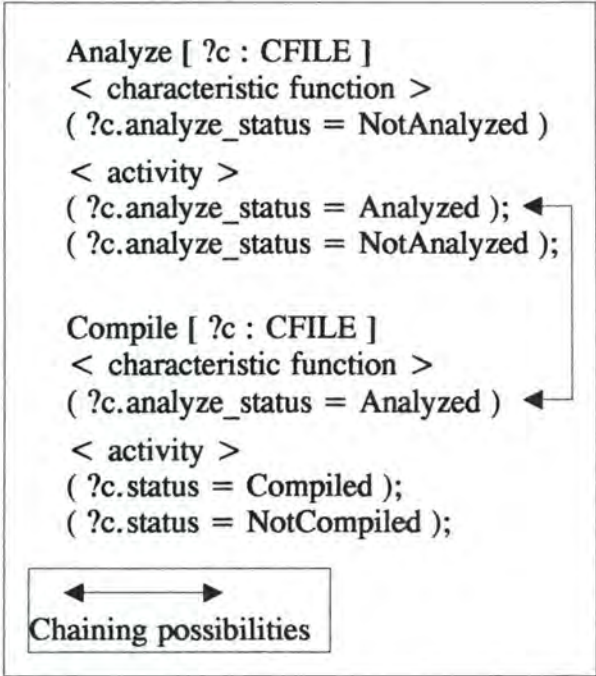 Analyze [ ?c : CFILE ]
< characteristic function >
( ?c.analyze_status = NotAnalyzed )
< activity >
( ?c.analyze_status = Analyzed );
( ?c.analyze_status = NotAnalyzed );
Compile [ ?c : CFILE ]
< characteristic function >
( ?c.analyze_status = Analyzed )
< activity >
( ?c.status = Compiled );
( ?c.status = NotCompiled );
Chaining possibilities